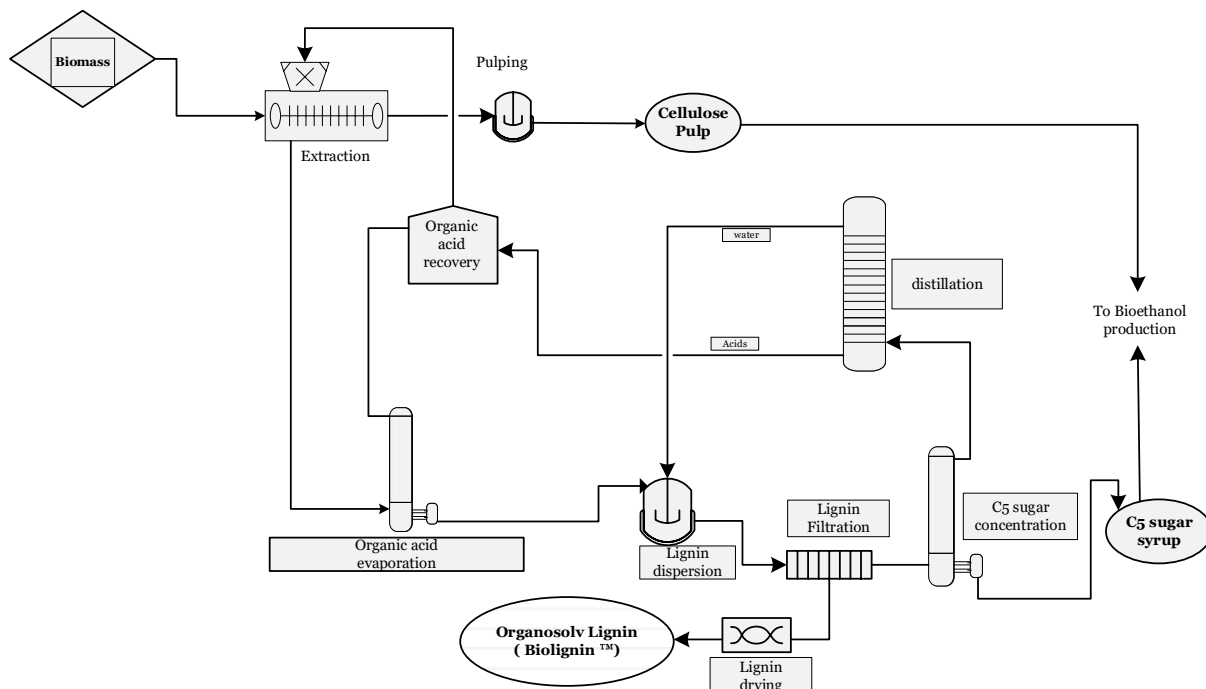 Biomass
Pulping
Cellulose
Pulp
Extraction
Organic
acid
recovery
water
distillation
To Bioethanol
production
Acids
Lignin
Filtration
C5 sugar
concentration
C5 sugar
syrup
Organic acid
evaporation
Lignin
dispersion
Organosolv Lignin
( Biolignin ™)
Lignin
drying